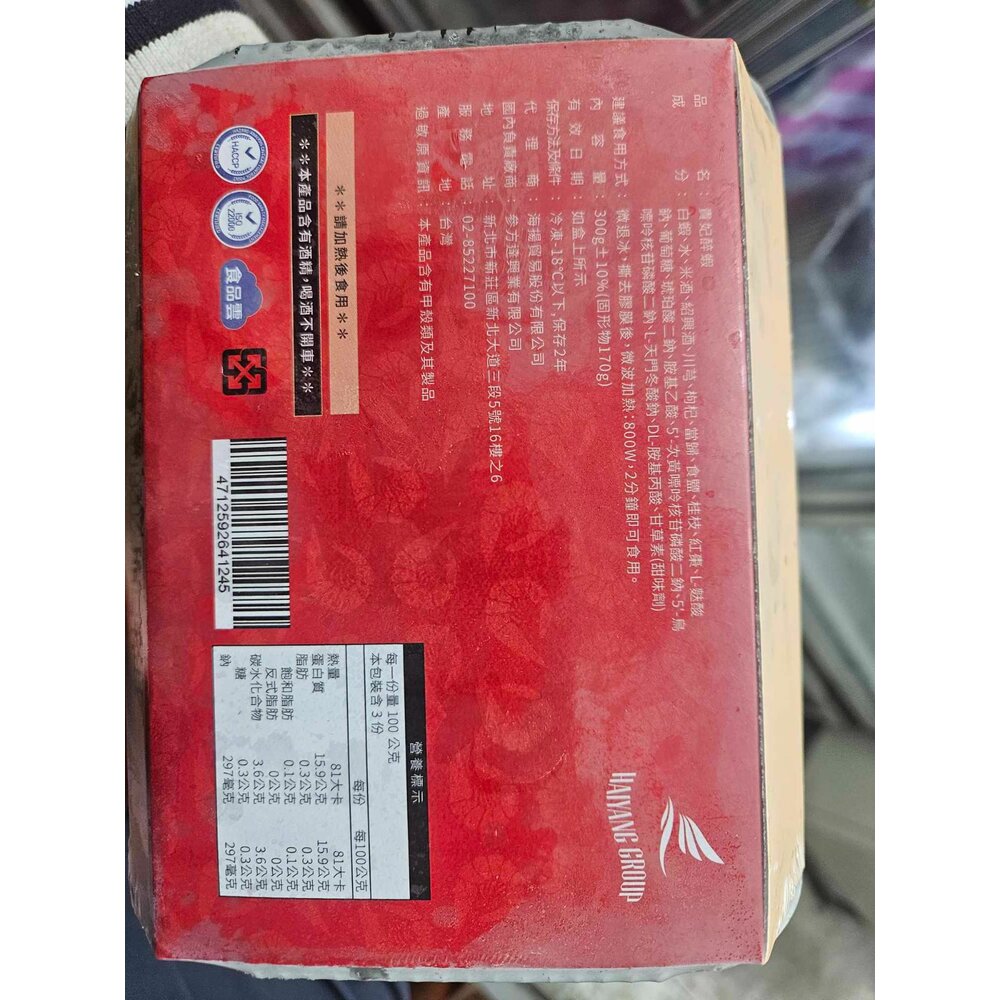 品名：貴妃醉蝦
成分：白蝦、水、米酒、紹興酒、川芎、枸杞、當歸、食鹽、桂枝、紅棗、L-麩酸
鈉、葡萄糖、琥珀酸二鈉、胺基乙酸、5'-次黃嘌呤核苷磷酸二鈉、5'-鳥
嘌呤核苷磷酸二鈉、L-天門冬酸鈉、DL-胺基丙酸、甘草素(甜味劑)
建議食用方式：微退冰、撕去膠膜後，微波加熱：800W，2分鐘即可食用。
內容量：300g±10%(固形物170g)
有效日期：如盒上所示
保存方法及條件：冷凍-18℃以下，保存2年
代理商：海揚貿易股份有限公司
國內負責廠商：參方達興業有限公司
地址：新北市新莊區新北大道三段5號16樓之6
服務電話：02-85227100
產地：台灣
過敏原資訊：本產品含有甲殼類及其製品
＊＊請加熱後食用＊＊
＊＊本產品含有酒精，喝酒不開車＊＊
HACCP
ISO 22000
食品雲
4712592641245
HAIYANG GROUP
營養標示
每一份量 100 公克
本包裝含 3 份
每份 每100公克
熱量 81大卡 81大卡
蛋白質 15.9公克 15.9公克
脂肪 0.3公克 0.3公克
飽和脂肪 0.1公克 0.1公克
反式脂肪 0公克 0公克
碳水化合物 3.6公克 3.6公克
糖 0.3公克 0.3公克
鈉 297毫克 297毫克